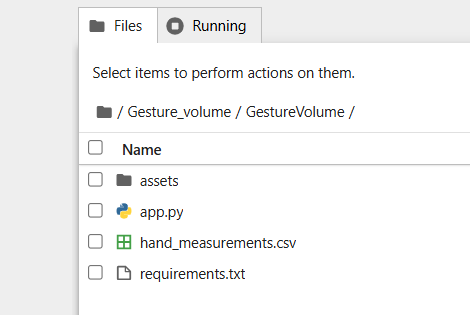 Files Running
Select items to perform actions on them.
/ Gesture_volume / GestureVolume /
Name
assets
app.py
hand_measurements.csv
requirements.txt